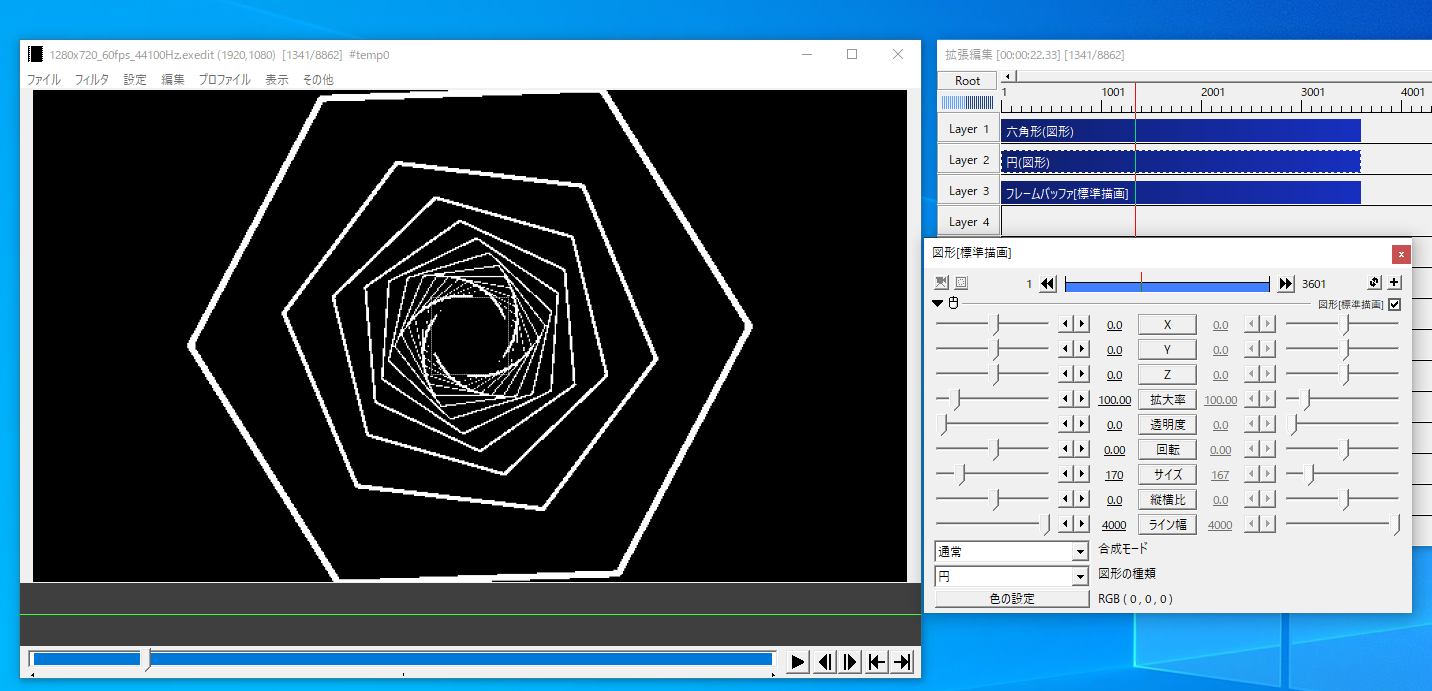 1280x720_60fps_44100Hz.exedit (1920,1080) [1341/8862] #temp0
ファイル フィルタ 設定 編集 プロファイル 表示 その他
拡張編集 [00:00:22.33] [1341/8862]
Root
1 1001 2001 3001 4001
Layer 1 六角形(図形)
Layer 2 円(図形)
Layer 3 フレームバッファ[標準描画]
Layer 4
図形[標準描画] x
1 3601
図形[標準描画]
0.0 X 0.0
0.0 Y 0.0
0.0 Z 0.0
100.00 拡大率 100.00
0.0 透明度 0.0
0.00 回転 0.00
170 サイズ 167
0.0 縦横比 0.0
4000 ライン幅 4000
通常 合成モード
円 図形の種類
色の設定 RGB ( 0 , 0 , 0 )